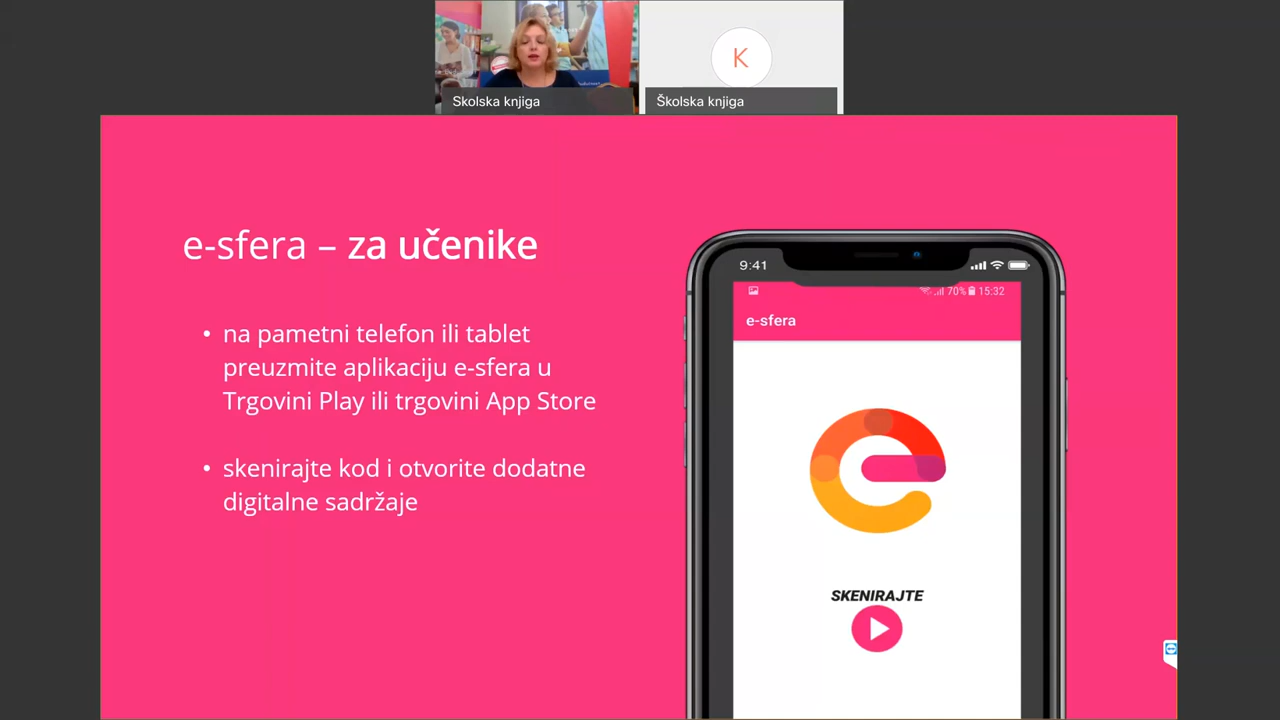 Skolska knjiga
K
Školska knjiga
e-sfera – za učenike
• na pametni telefon ili tablet
preuzmite aplikaciju e-sfera u
Trgovini Play ili trgovini App Store
• skenirajte kod i otvorite dodatne
digitalne sadržaje
9:41
70% 15:32
e-sfera
SKENIRAJTE